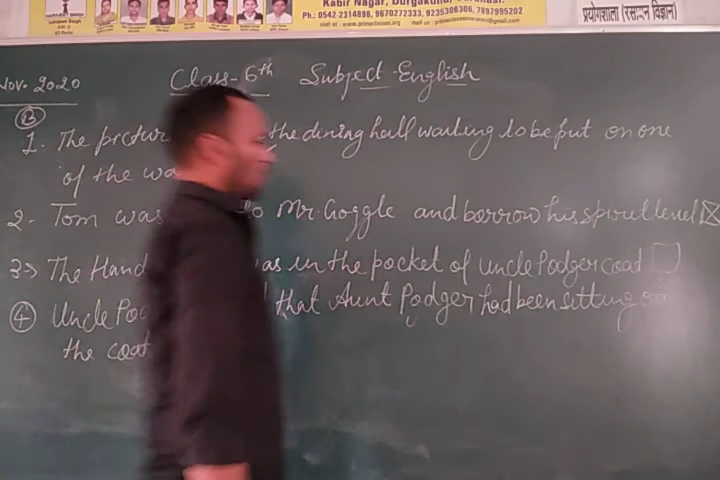 Kabir Nagar, Durgakund, Varanasi.
Ph.: 0542-2314898, 9670272333, 9235306306, 7897995202
प्रयोगशाला (रसायन विज्ञान)
Nov. 2020
Class-6th Subject-English
B
1. The the dining hall waiting to be put on one
of the
2- Tom was Mr. Goggle and borrow his spirit level
3) The Hand as in the pocket of uncle Podger coat
4 Uncle that Aunt Podger had been sitting on
the coat